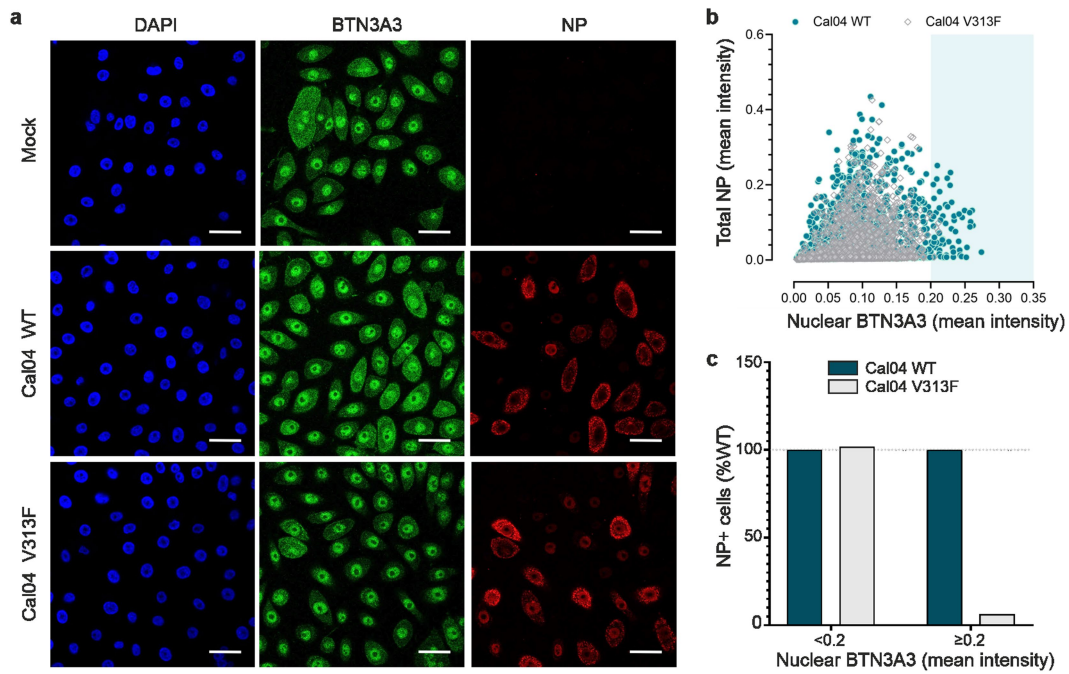 a
DAPI BTN3A3 NP
Mock
Cal04 WT
Cal04 V313F
b
Cal04 WT Cal04 V313F
Total NP (mean intensity)
0.6
0.4
0.2
0.0
0.00 0.05 0.10 0.15 0.20 0.25 0.30 0.35
Nuclear BTN3A3 (mean intensity)
c
Cal04 WT
Cal04 V313F
NP+ cells (%WT)
150
100
50
0
<0.2 ≥0.2
Nuclear BTN3A3 (mean intensity)